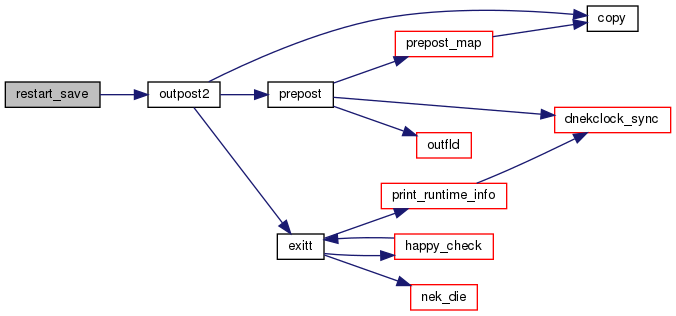 restart_save
outpost2
copy
prepost
prepost_map
dnekclock_sync
outfld
print_runtime_info
exitt
happy_check
nek_die